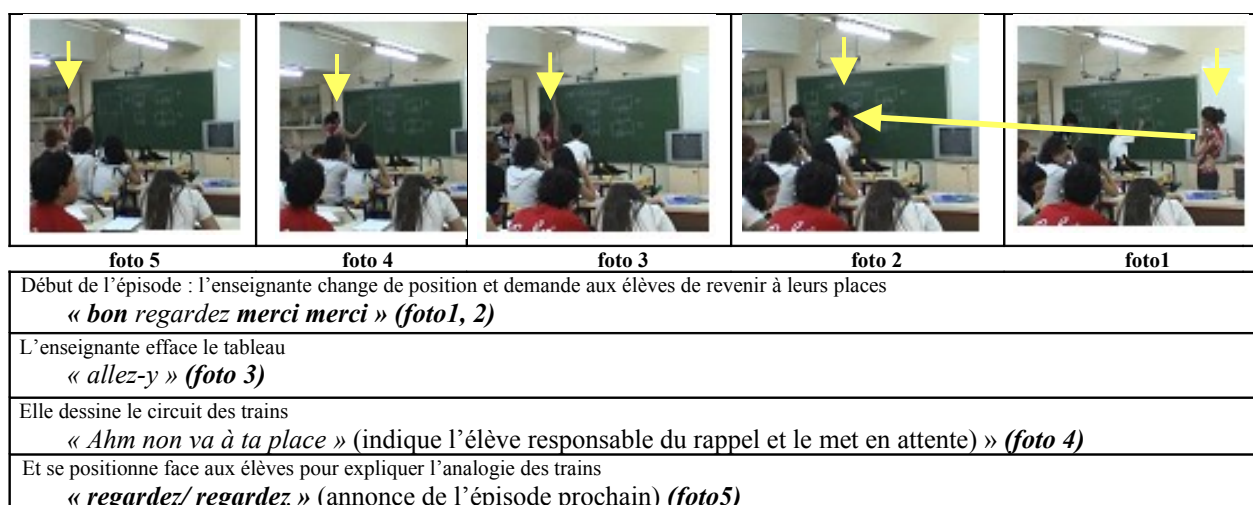 foto 5 foto 4 foto 3 foto 2 foto1
Début de l’épisode : l’enseignante change de position et demande aux élèves de revenir à leurs places
« bon regardez merci merci » (foto1, 2)
L’enseignante efface le tableau
« allez-y » (foto 3)
Elle dessine le circuit des trains
« Ahm non va à ta place » (indique l’élève responsable du rappel et le met en attente) » (foto 4)
Et se positionne face aux élèves pour expliquer l’analogie des trains
« regardez/ regardez » (annonce de l’épisode prochain) (foto5)